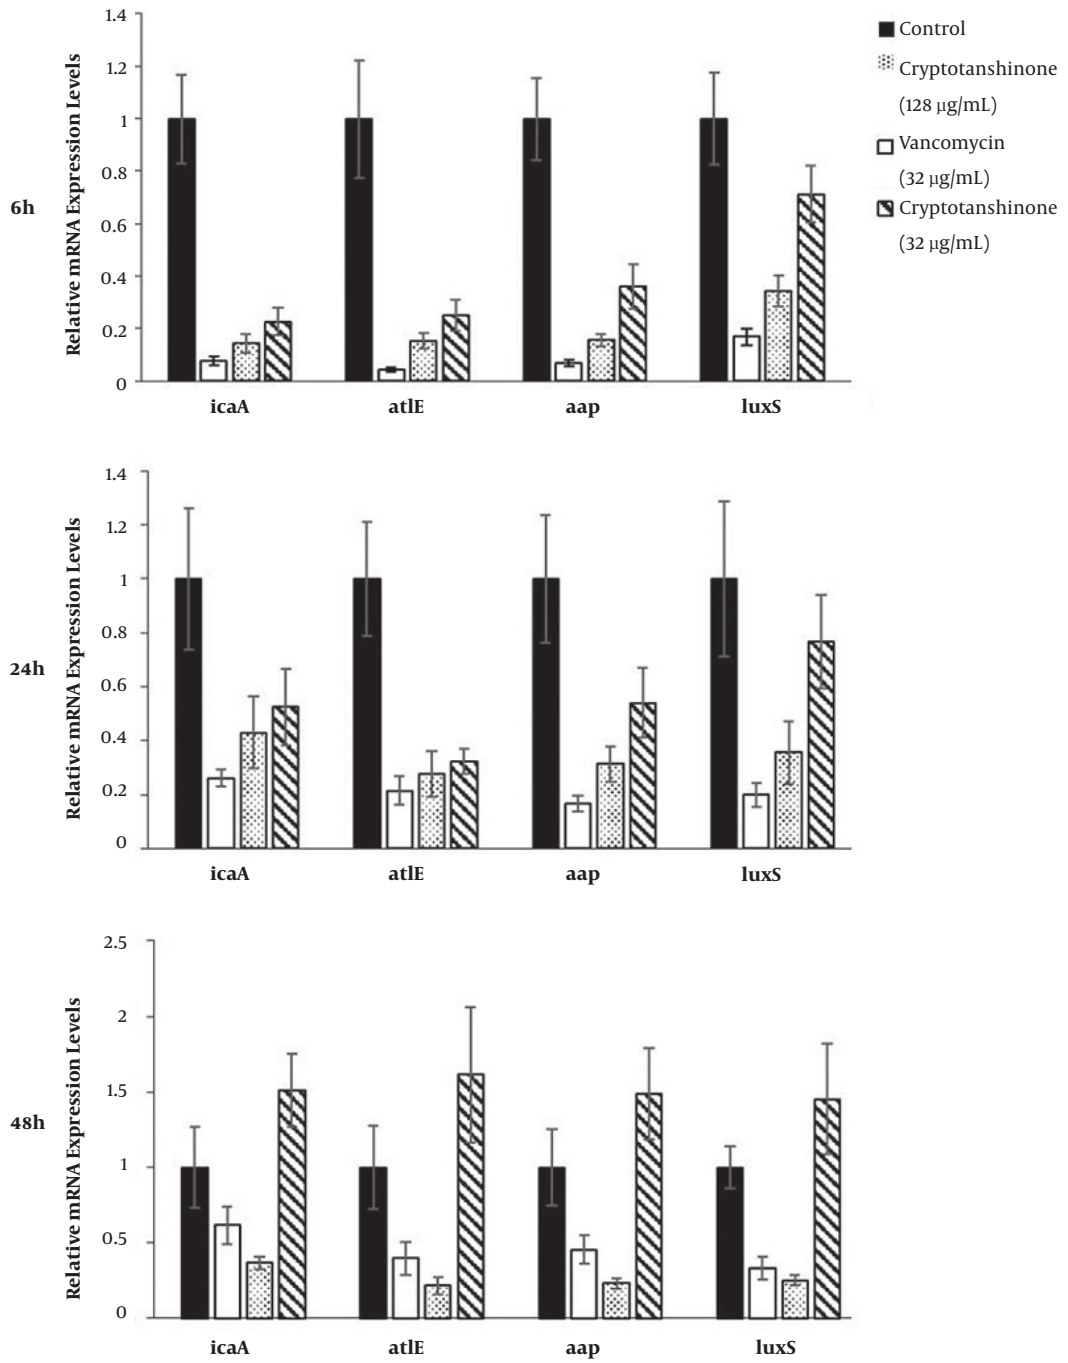 Control
Cryptotanshinone
(128 µg/mL)
Vancomycin
(32 µg/mL)
Cryptotanshinone
(32 µg/mL)
6h
Relative mRNA Expression Levels
1.4
1.2
1
0.8
0.6
0.4
0.2
0
icaA atlE aap luxS
24h
Relative mRNA Expression Levels
1.4
1.2
1
0.8
0.6
0.4
0.2
0
icaA atlE aap luxS
48h
Relative mRNA Expression Levels
2.5
2
1.5
1
0.5
0
icaA atlE aap luxS